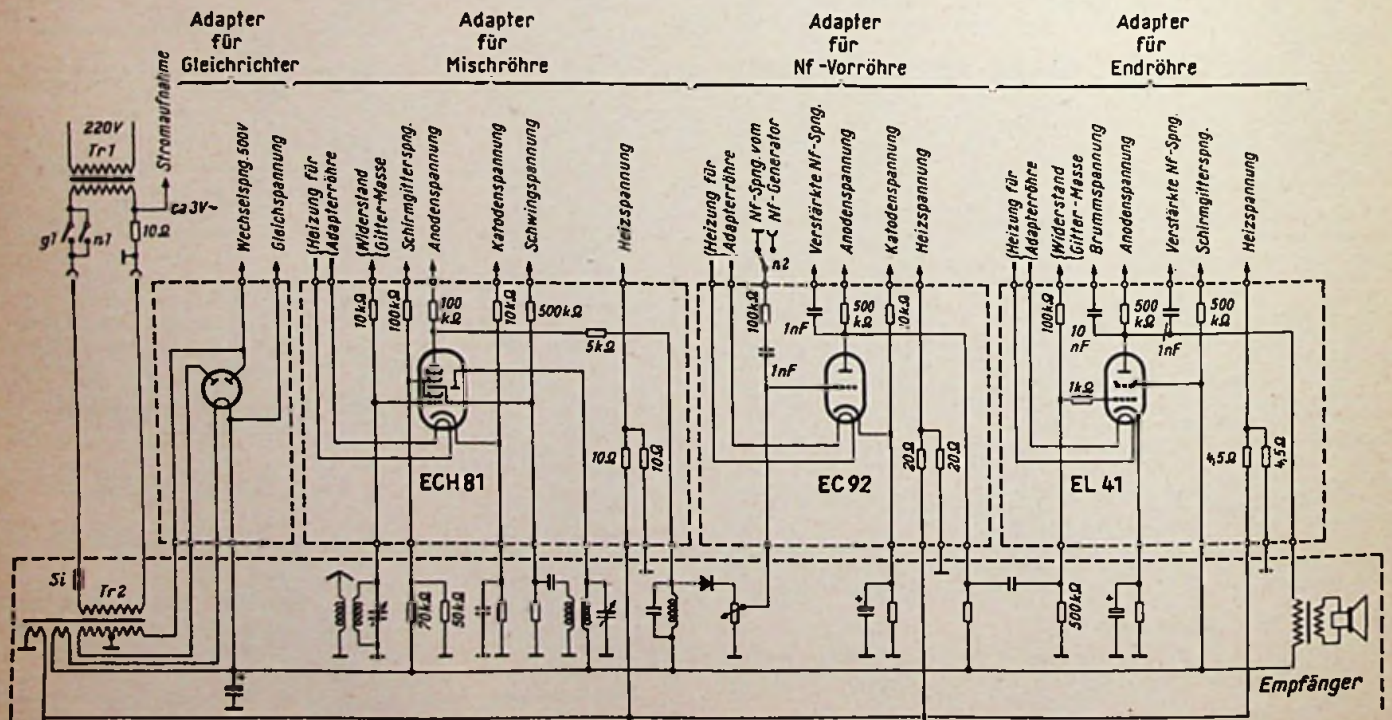 Adapter
für
Gleichrichter
Adapter
für
Mischröhre
Adapter
für
Nf-Vorröhre
Adapter
für
Endröhre
220V
Tr1
Stromaufnahme
ca 3V~
g1
n1
10Ω
Wechselspng. 500V
Gleichspannung
Heizung für
Adapterröhre
Widerstand
Gitter-Masse
Schirmgitterspng.
Anodenspannung
Katodenspannung
Schwingspannung
Heizspannung
Heizung für
Adapterröhre
Nf-Spng. vom
Nf-Generator
n2
Verstärkte Nf-Spng.
Anodenspannung
Katodenspannung
Heizspannung
Heizung für
Adapterröhre
Widerstand
Gitter-Masse
Brummspannung
Anodenspannung
Verstärkte Nf-Spng.
Schirmgitterspng.
Heizspannung
10kΩ
100kΩ
100
kΩ
10kΩ
500kΩ
5kΩ
10Ω
10Ω
ECH 81
100kΩ
1nF
1nF
500
kΩ
10kΩ
20Ω
20Ω
EC 92
100kΩ
10
nF
500
kΩ
1nF
500
kΩ
1kΩ
4,5Ω
4,5Ω
EL 41
Si
Tr2
70kΩ
50kΩ
500kΩ
Empfänger